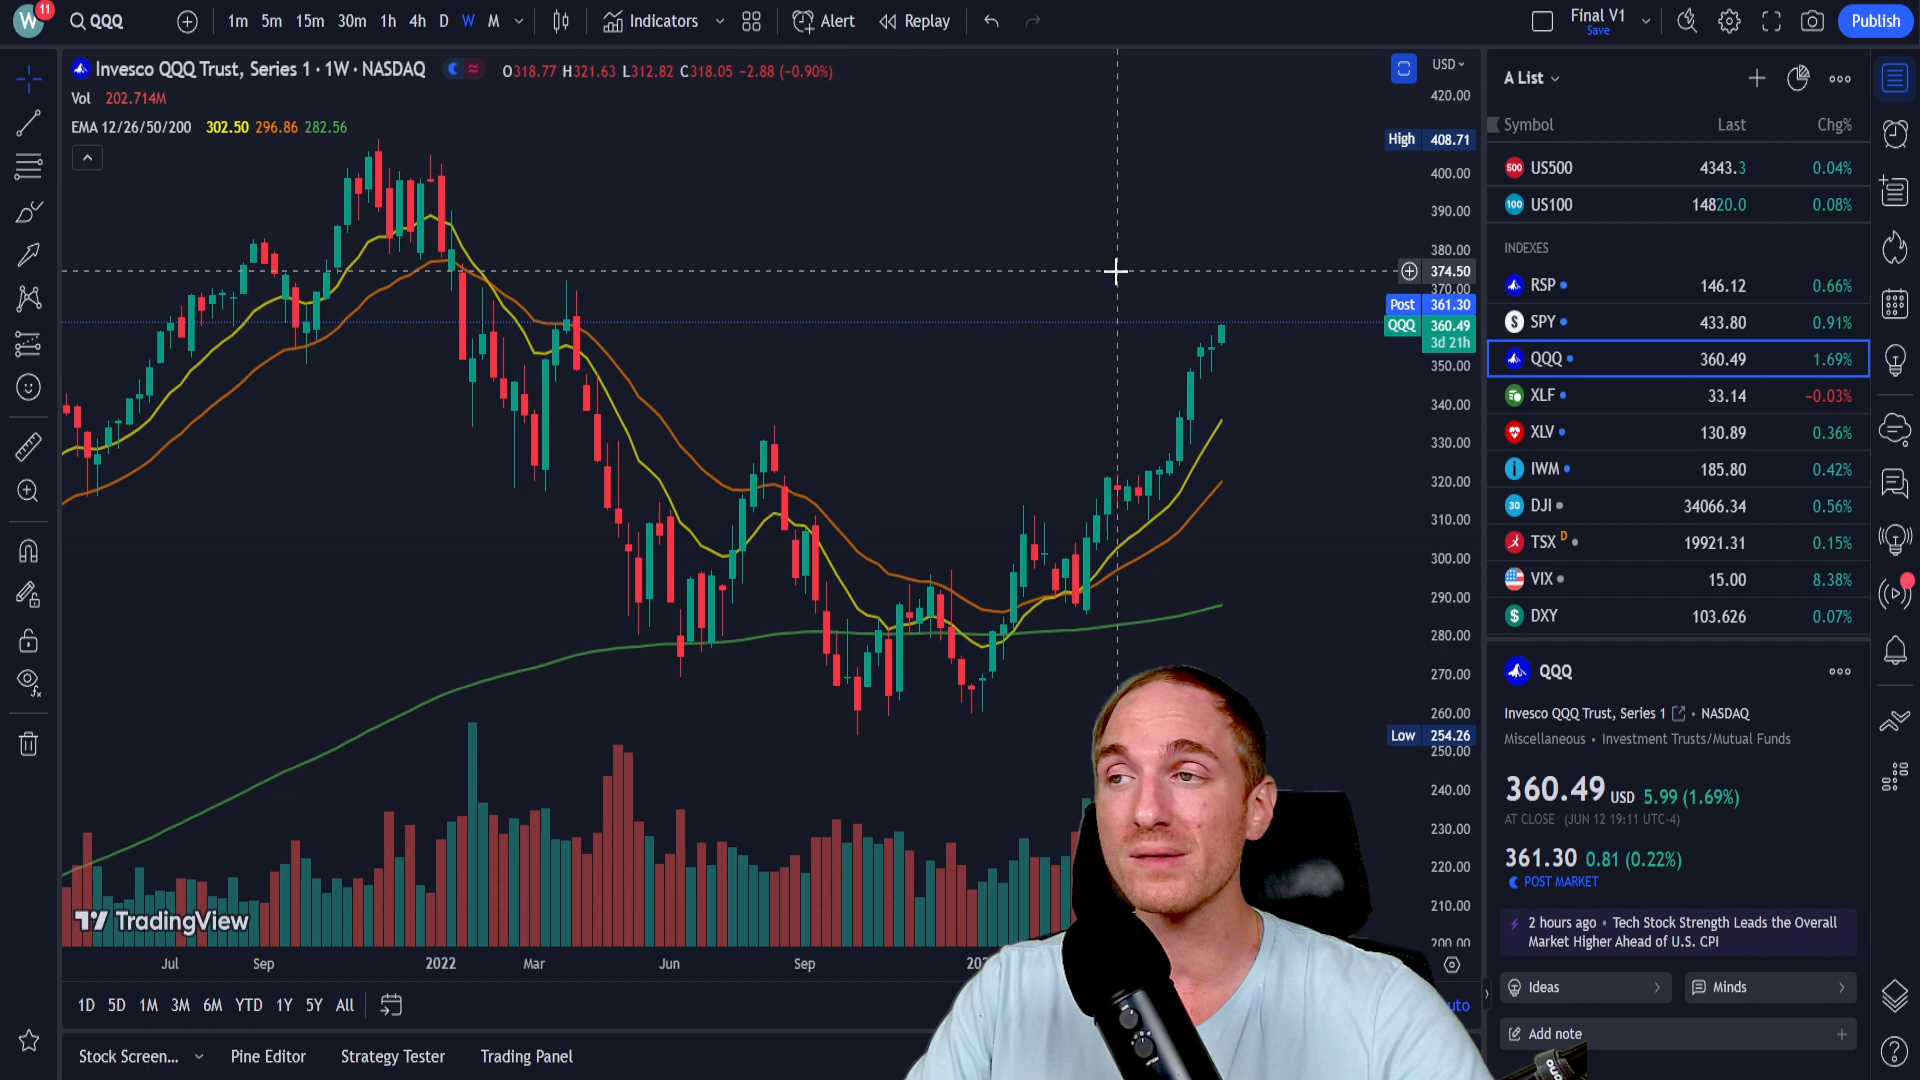 W 11 QQQ 1m 5m 15m 30m 1h 4h D W M Indicators Alert Replay Final V1 Save Publish
Invesco QQQ Trust, Series 1 · 1W · NASDAQ O318.77 H321.63 L312.82 C318.05 −2.88 (−0.90%)
Vol 202.714M
EMA 12/26/50/200 302.50 296.86 282.56
USD
420.00
High 408.71
400.00
390.00
380.00
374.50
370.00
Post 361.30
QQQ 360.49
3d 21h
350.00
340.00
330.00
320.00
310.00
300.00
290.00
280.00
270.00
260.00
Low 254.26
250.00
240.00
230.00
220.00
210.00
200.00
TradingView
Jul Sep 2022 Mar Jun Sep
1D 5D 1M 3M 6M YTD 1Y 5Y All
Stock Screen... Pine Editor Strategy Tester Trading Panel
A List
Symbol Last Chg%
500 US500 4343.3 0.04%
100 US100 14820.0 0.08%
INDEXES
RSP 146.12 0.66%
$ SPY 433.80 0.91%
QQQ 360.49 1.69%
XLF 33.14 −0.03%
XLV 130.89 0.36%
IWM 185.80 0.42%
30 DJI 34066.34 0.56%
TSX D 19921.31 0.15%
VIX 15.00 8.38%
$ DXY 103.626 0.07%
QQQ
Invesco QQQ Trust, Series 1 • NASDAQ
Miscellaneous • Investment Trusts/Mutual Funds
360.49 USD 5.99 (1.69%)
AT CLOSE (JUN 12 19:11 UTC-4)
361.30 0.81 (0.22%)
POST MARKET
2 hours ago • Tech Stock Strength Leads the Overall
Market Higher Ahead of U.S. CPI
Ideas Minds
Add note